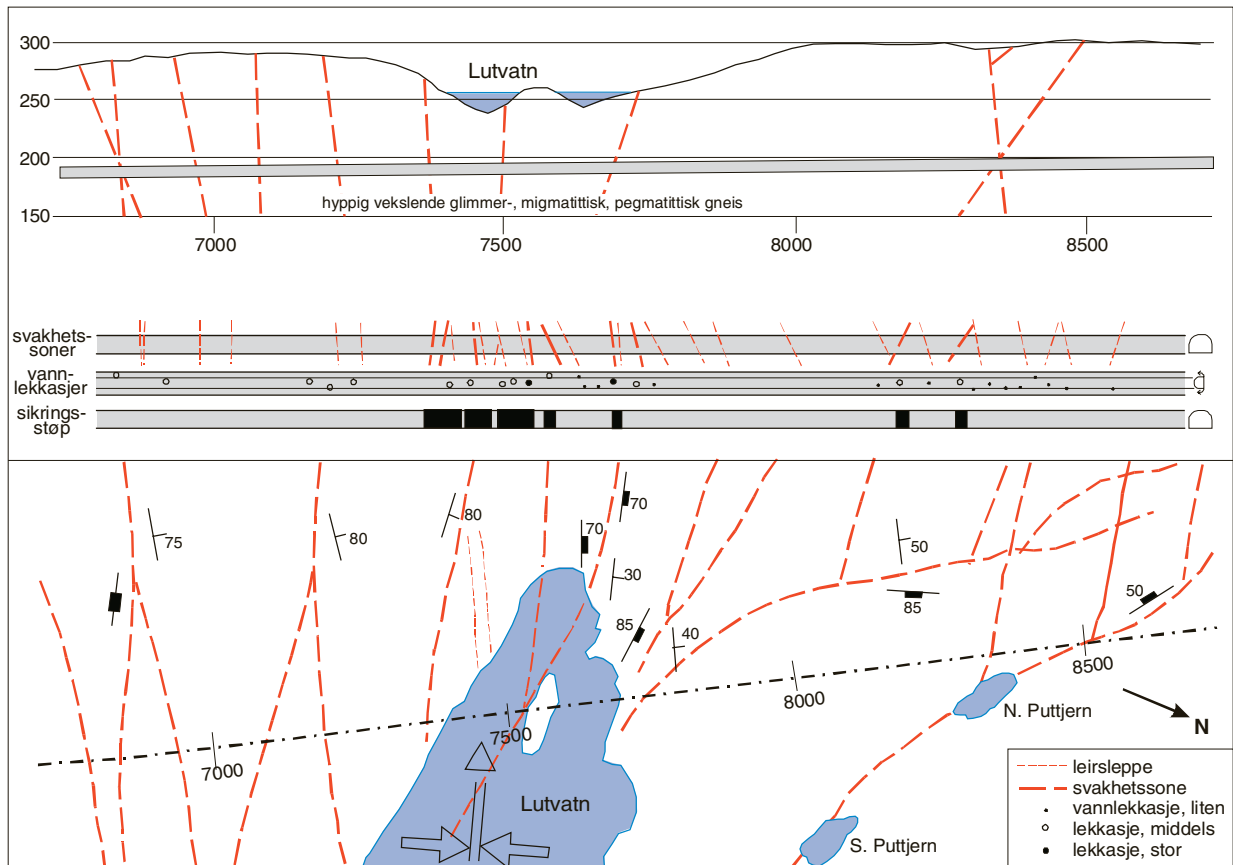 300
Lutvatn
250
200
hyppig vekslende glimmer-, migmatittisk, pegmatittisk gneis
150
7000
7500
8000
8500
svakhets-
soner
vann-
lekkasjer
sikrings-
støp
75
80
80
70
70
30
85
40
50
85
50
7000
7500
8000
8500
N. Puttjern
N
Lutvatn
S. Puttjern
leirsleppe
svakhetssone
vannlekkasje, liten
lekkasje, middels
lekkasje, stor